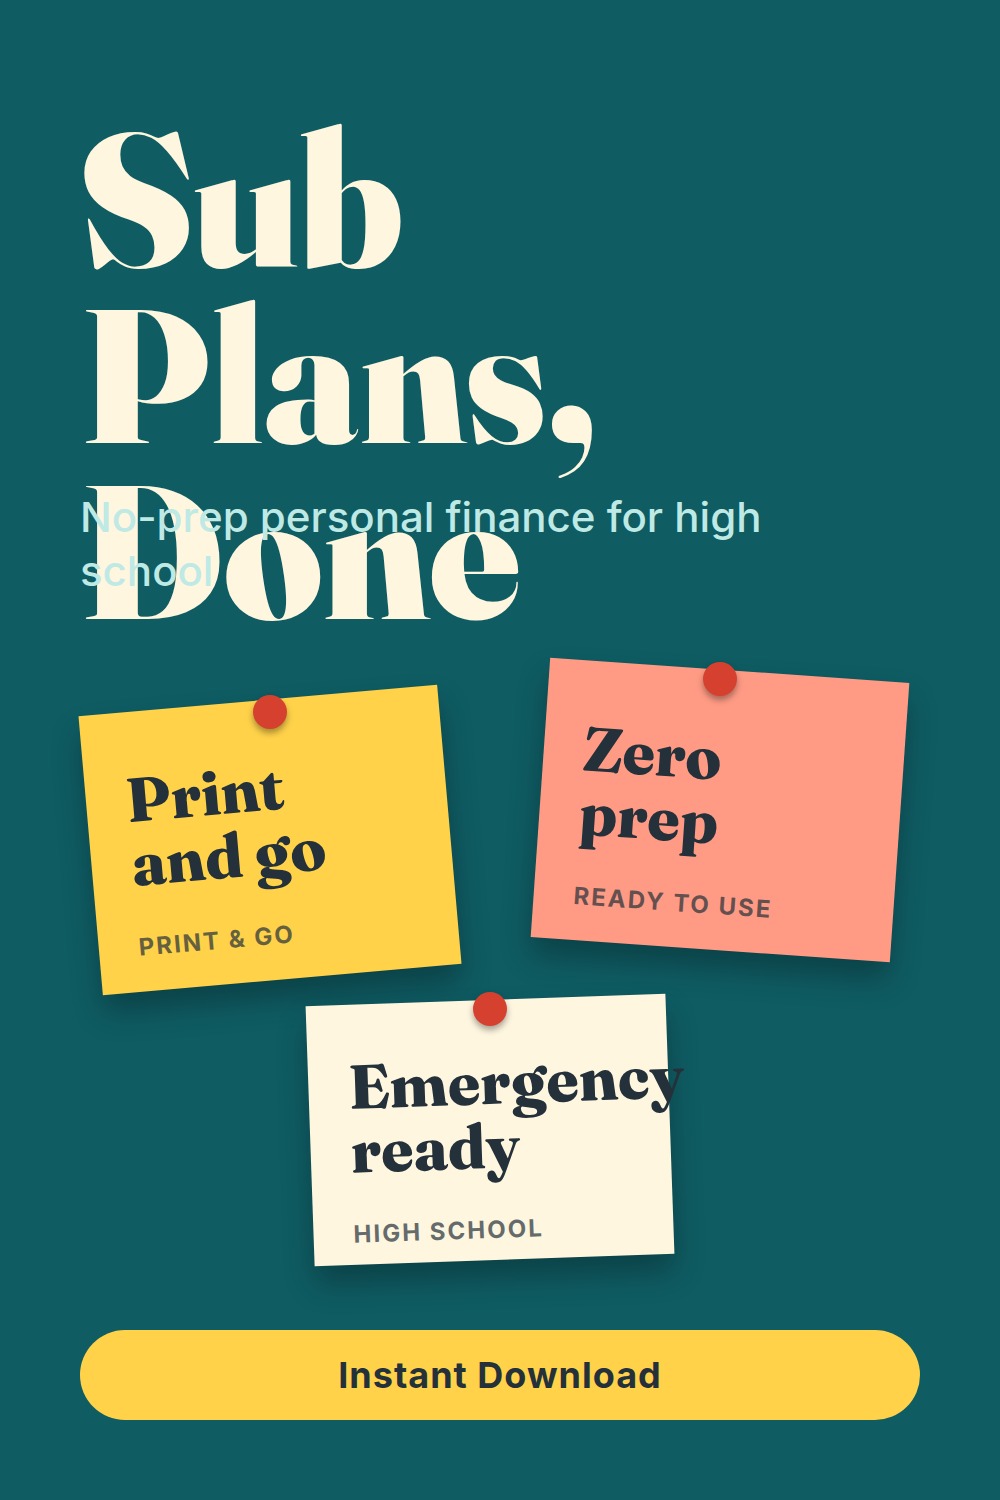 Sub
Plans,
Done
No-prep personal finance for high
school
Print
and go
PRINT & GO
Zero
prep
READY TO USE
Emergency
ready
HIGH SCHOOL
Instant Download